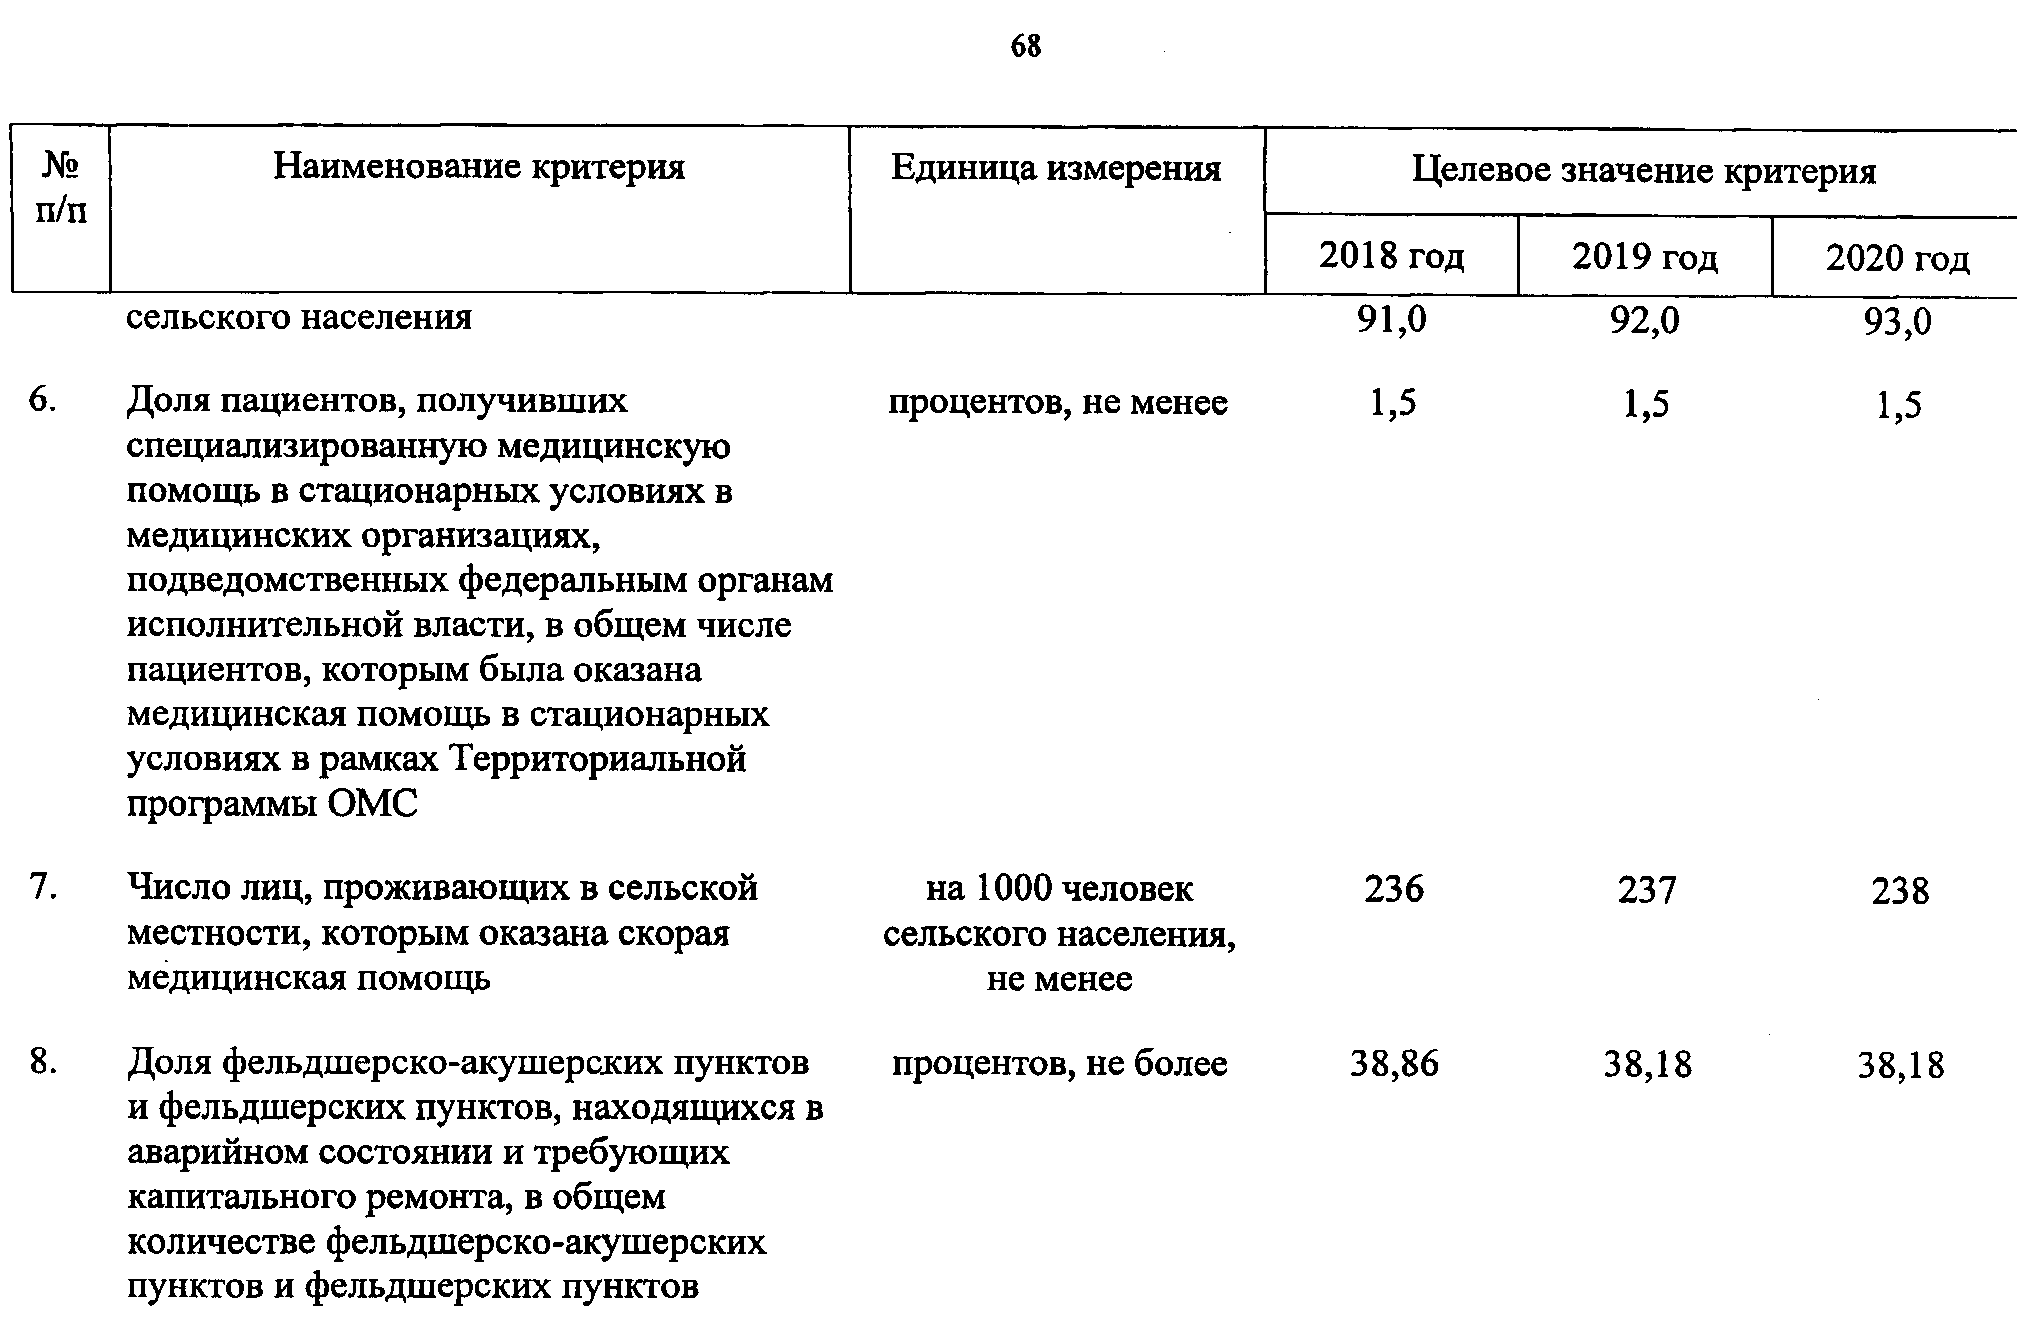 68
№ п/п
Наименование критерия
Единица измерения
Целевое значение критерия
2018 год 2019 год 2020 год
сельского населения 91,0 92,0 93,0
6. Доля пациентов, получивших процентов, не менее 1,5 1,5 1,5
специализированную медицинскую
помощь в стационарных условиях в
медицинских организациях,
подведомственных федеральным органам
исполнительной власти, в общем числе
пациентов, которым была оказана
медицинская помощь в стационарных
условиях в рамках Территориальной
программы ОМС
7. Число лиц, проживающих в сельской на 1000 человек 236 237 238
местности, которым оказана скорая сельского населения,
медицинская помощь не менее
8. Доля фельдшерско-акушерских пунктов процентов, не более 38,86 38,18 38,18
и фельдшерских пунктов, находящихся в
аварийном состоянии и требующих
капитального ремонта, в общем
количестве фельдшерско-акушерских
пунктов и фельдшерских пунктов